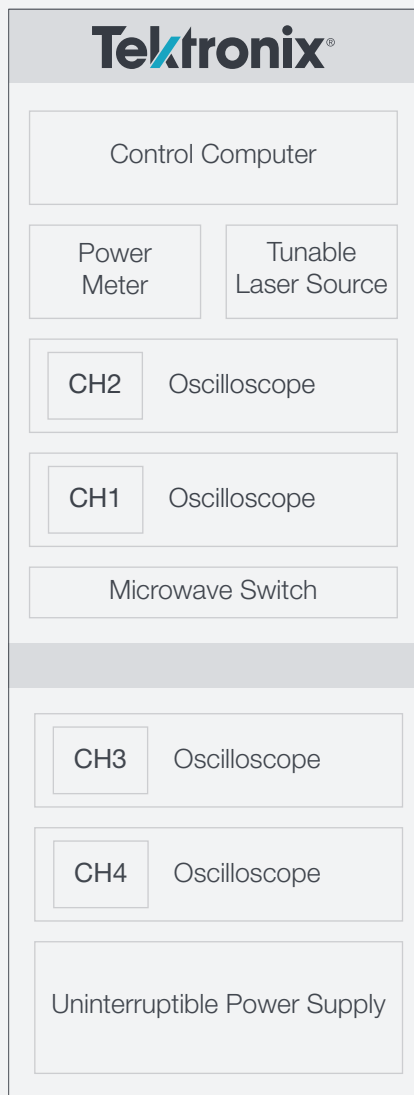 Tektronix®
Control Computer
Power
Meter
Tunable
Laser Source
CH2 Oscilloscope
CH1 Oscilloscope
Microwave Switch
CH3 Oscilloscope
CH4 Oscilloscope
Uninterruptible Power Supply